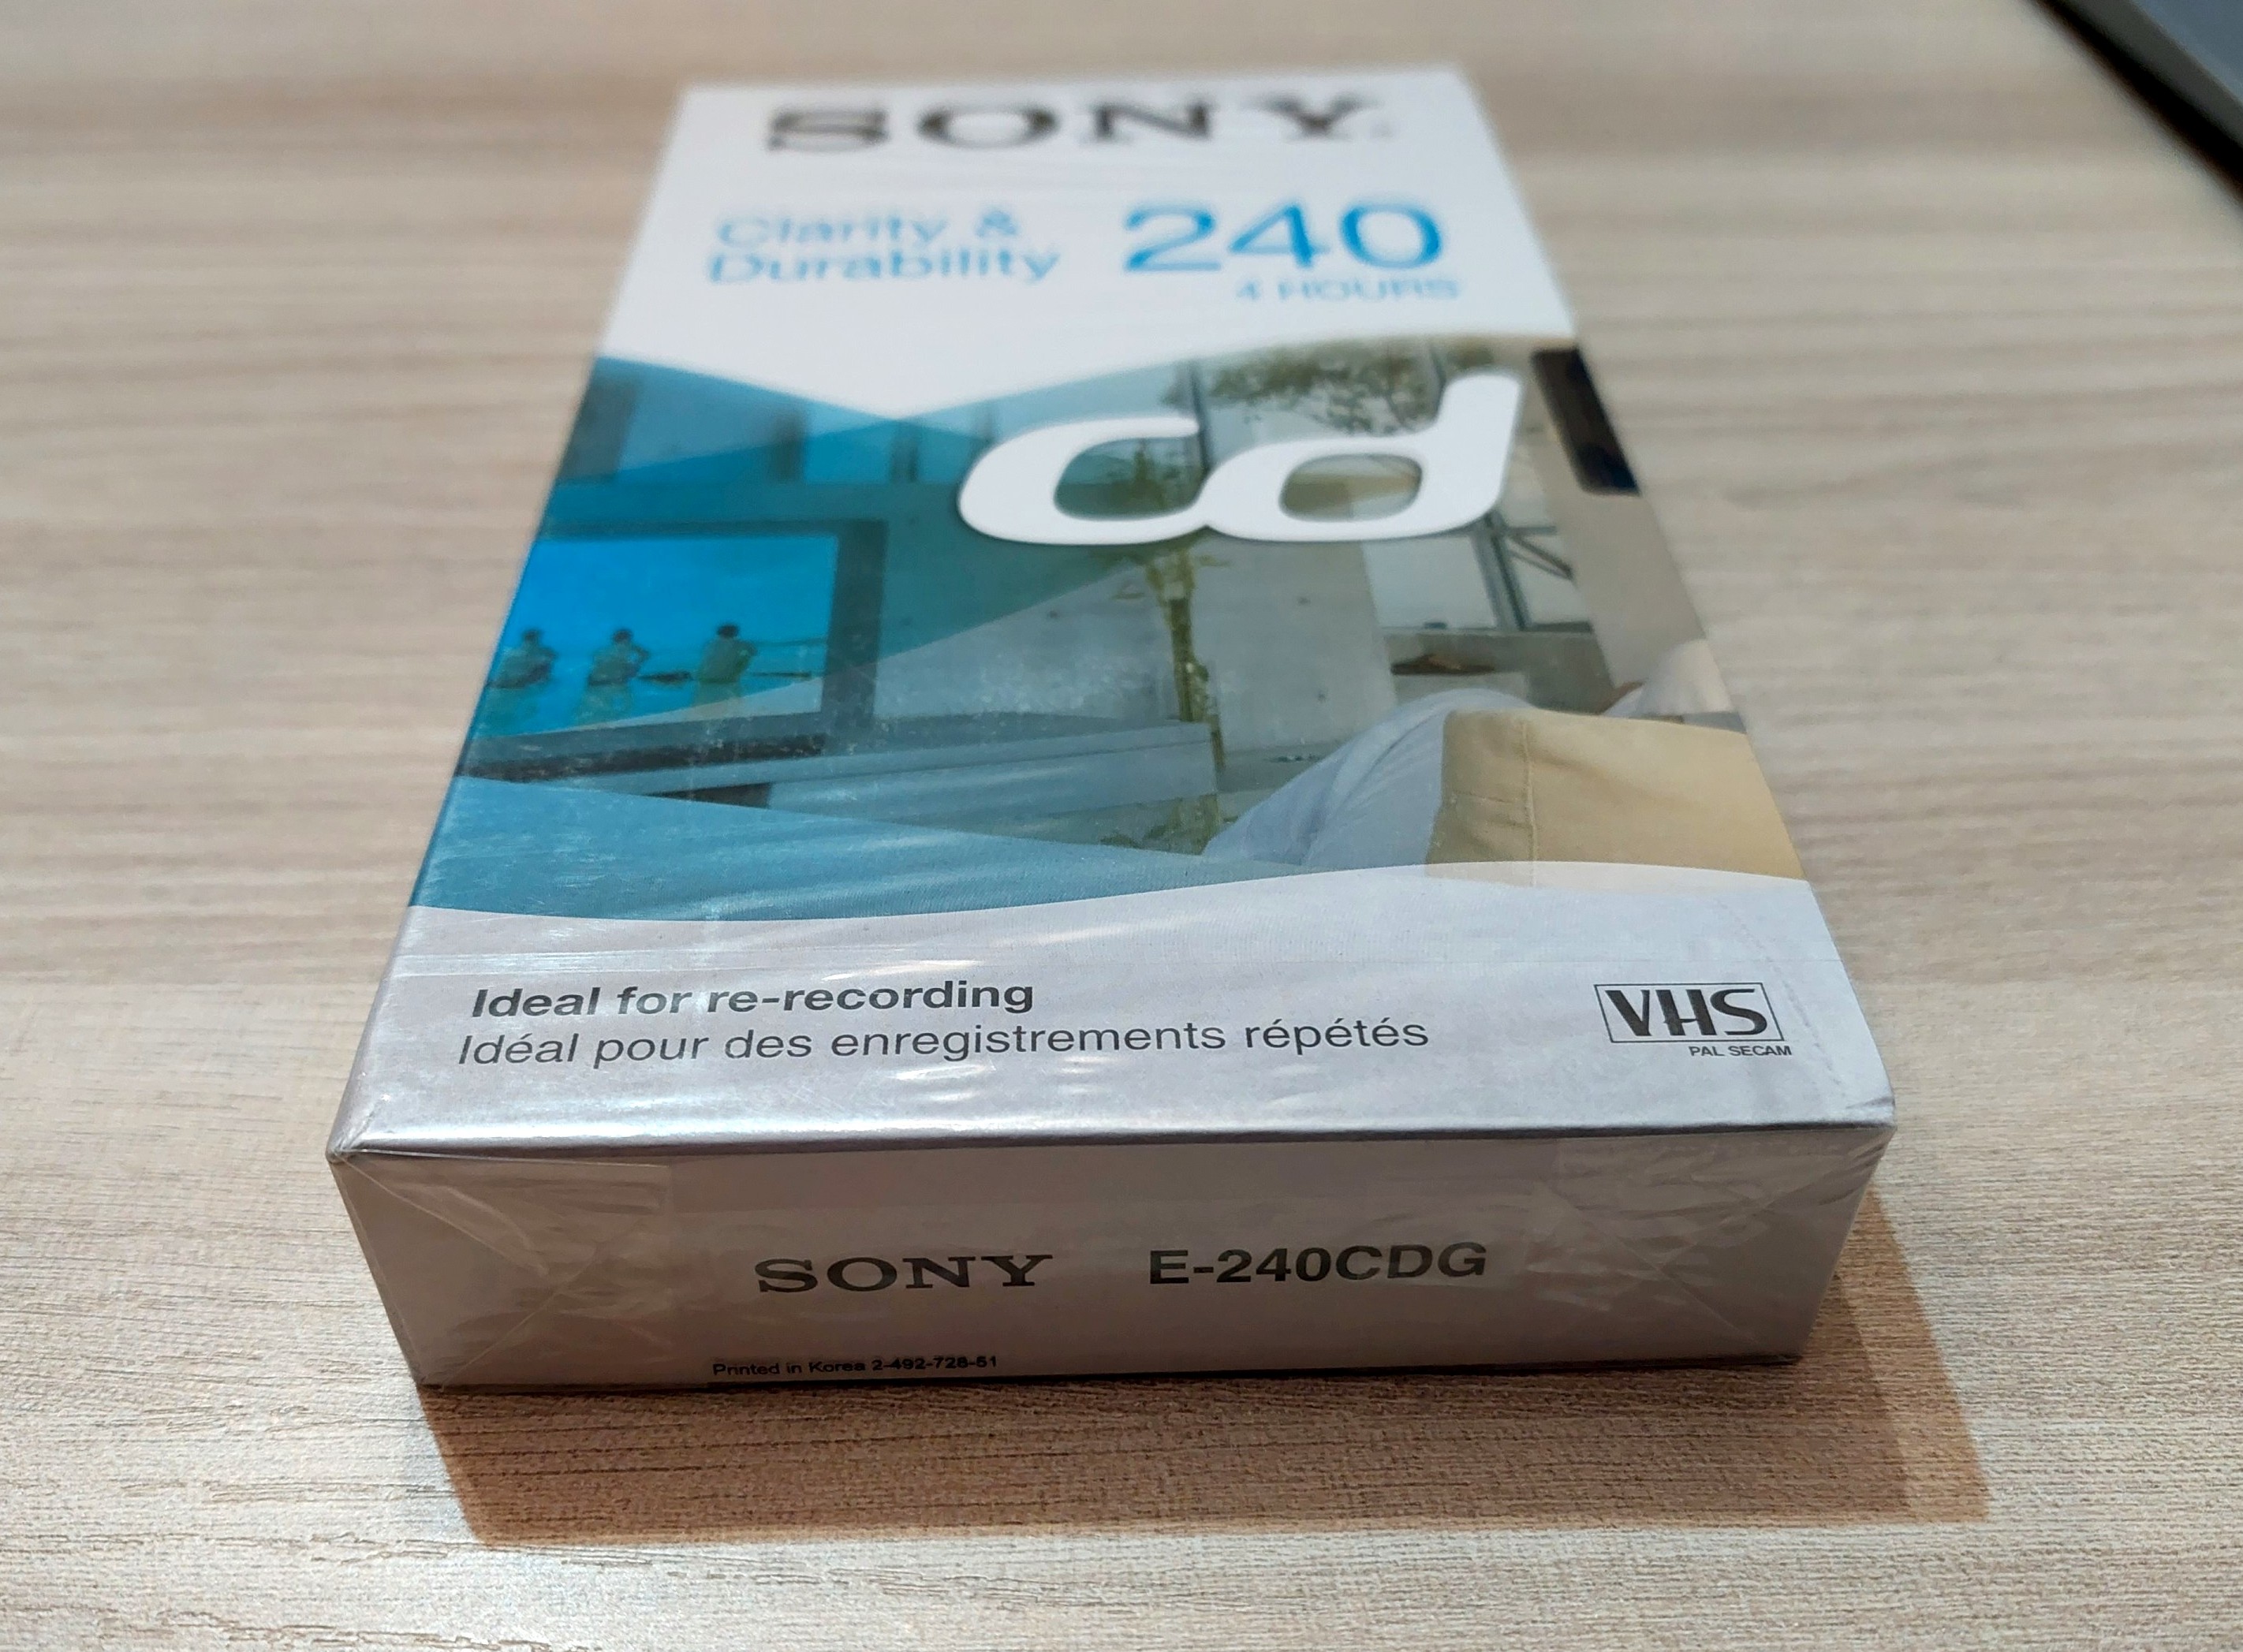 SONY
Clarity &
Durability
240
4 HOURS
cd
Ideal for re-recording
Idéal pour des enregistrements répétés
VHS
PAL SECAM
SONY E-240CDG
Printed in Korea 2-492-728-51